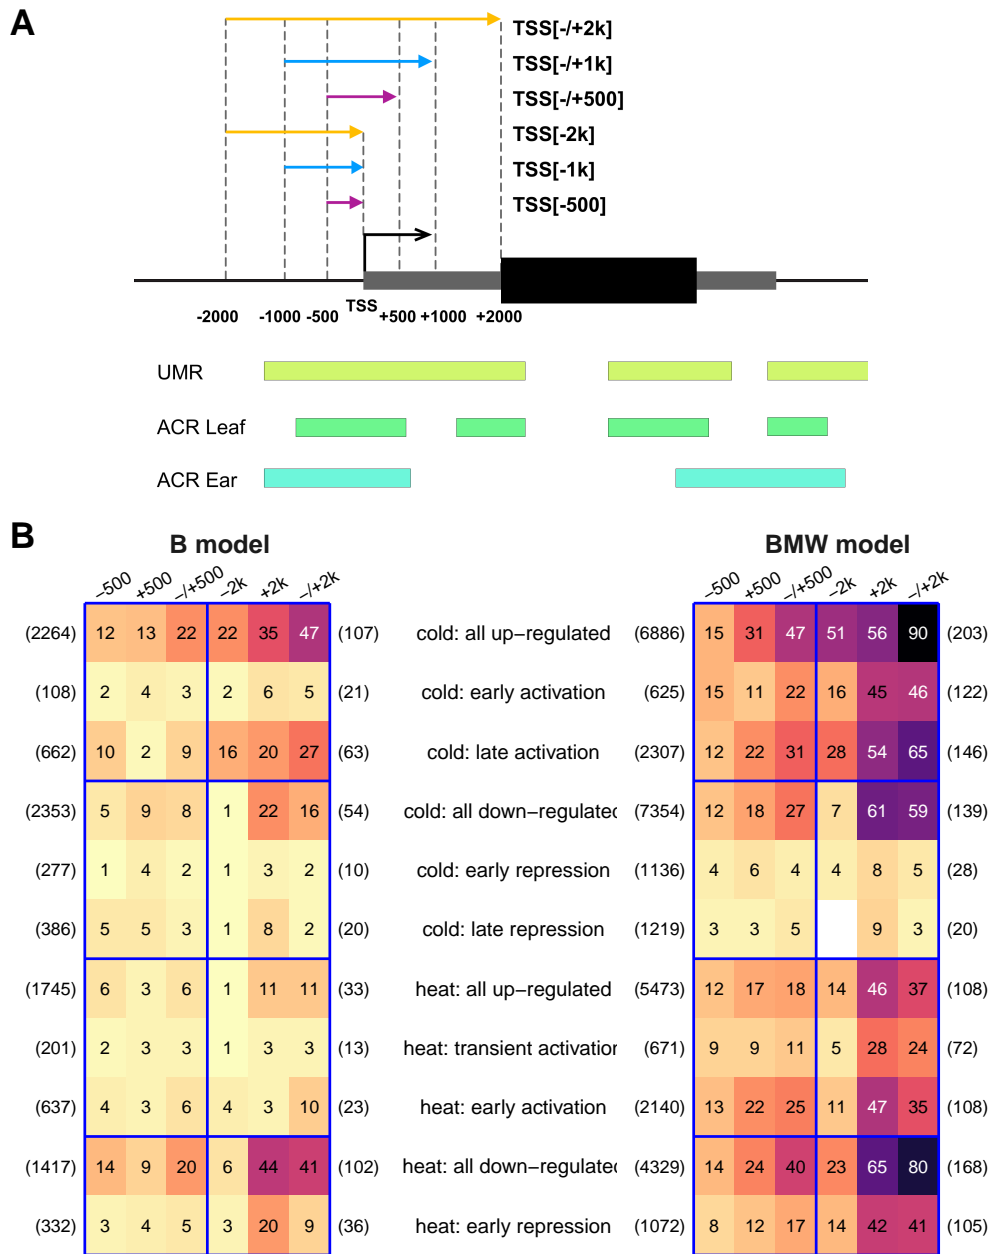 A
TSS[-/+2k]
TSS[-/+1k]
TSS[-/+500]
TSS[-2k]
TSS[-1k]
TSS[-500]
-2000 -1000 -500 TSS +500 +1000 +2000
UMR
ACR Leaf
ACR Ear
B
B model BMW model
−500 +500 −/+500 −2k +2k −/+2k −500 +500 −/+500 −2k +2k −/+2k
(2264) 12 13 22 22 35 47 (107) cold: all up−regulated (6886) 15 31 47 51 56 90 (203)
(108) 2 4 3 2 6 5 (21) cold: early activation (625) 15 11 22 16 45 46 (122)
(662) 10 2 9 16 20 27 (63) cold: late activation (2307) 12 22 31 28 54 65 (146)
(2353) 5 9 8 1 22 16 (54) cold: all down−regulated (7354) 12 18 27 7 61 59 (139)
(277) 1 4 2 1 3 2 (10) cold: early repression (1136) 4 6 4 4 8 5 (28)
(386) 5 5 3 1 8 2 (20) cold: late repression (1219) 3 3 5 9 3 (20)
(1745) 6 3 6 1 11 11 (33) heat: all up−regulated (5473) 12 17 18 14 46 37 (108)
(201) 2 3 3 1 3 3 (13) heat: transient activation (671) 9 9 11 5 28 24 (72)
(637) 4 3 6 4 3 10 (23) heat: early activation (2140) 13 22 25 11 47 35 (108)
(1417) 14 9 20 6 44 41 (102) heat: all down−regulated (4329) 14 24 40 23 65 80 (168)
(332) 3 4 5 3 20 9 (36) heat: early repression (1072) 8 12 17 14 42 41 (105)